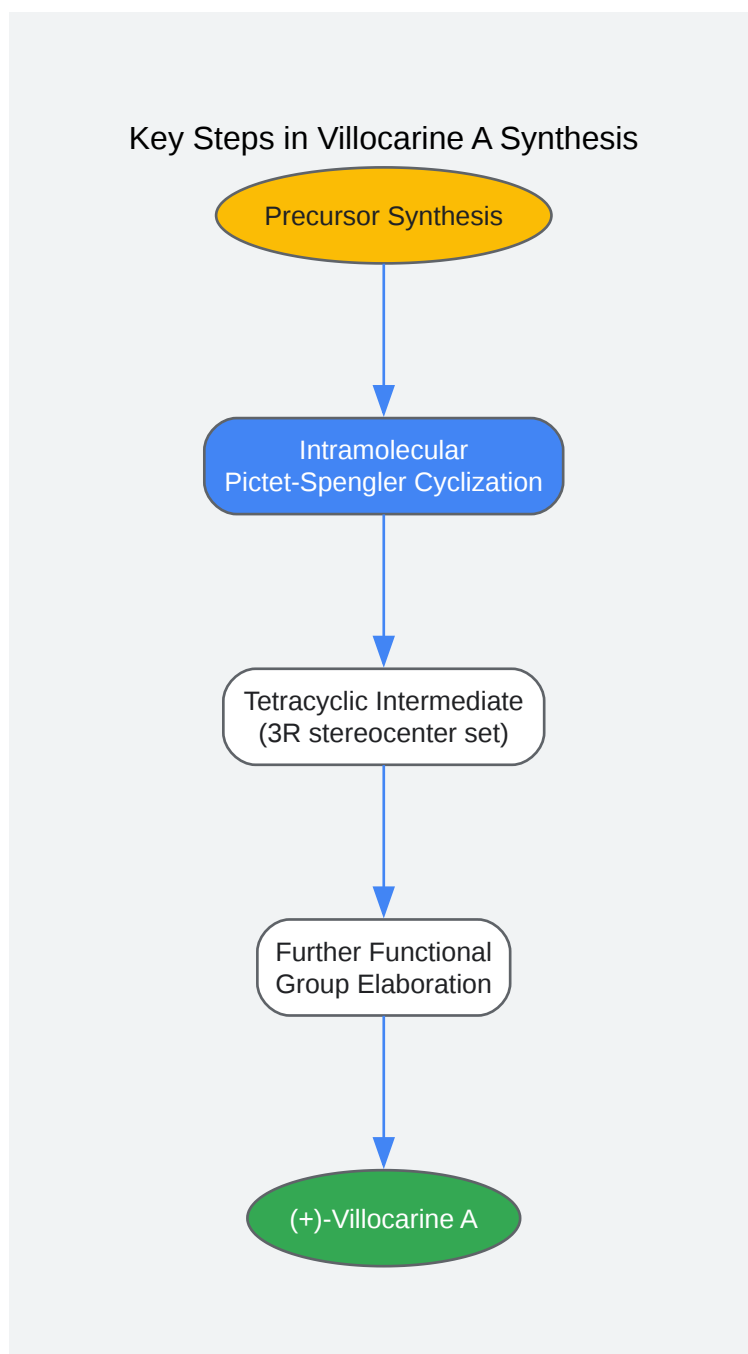 Key Steps in Villocarine A Synthesis
Precursor Synthesis
Intramolecular
Pictet-Spengler Cyclization
Tetracyclic Intermediate
(3R stereocenter set)
Further Functional
Group Elaboration
(+)-Villocarine A